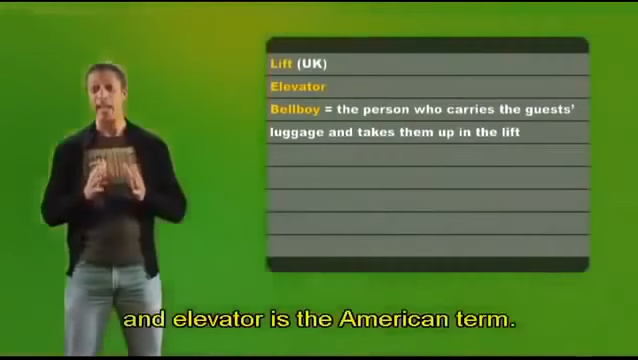 Lift (UK)
Elevator
Bellboy = the person who carries the guests'
luggage and takes them up in the lift
and elevator is the American term.